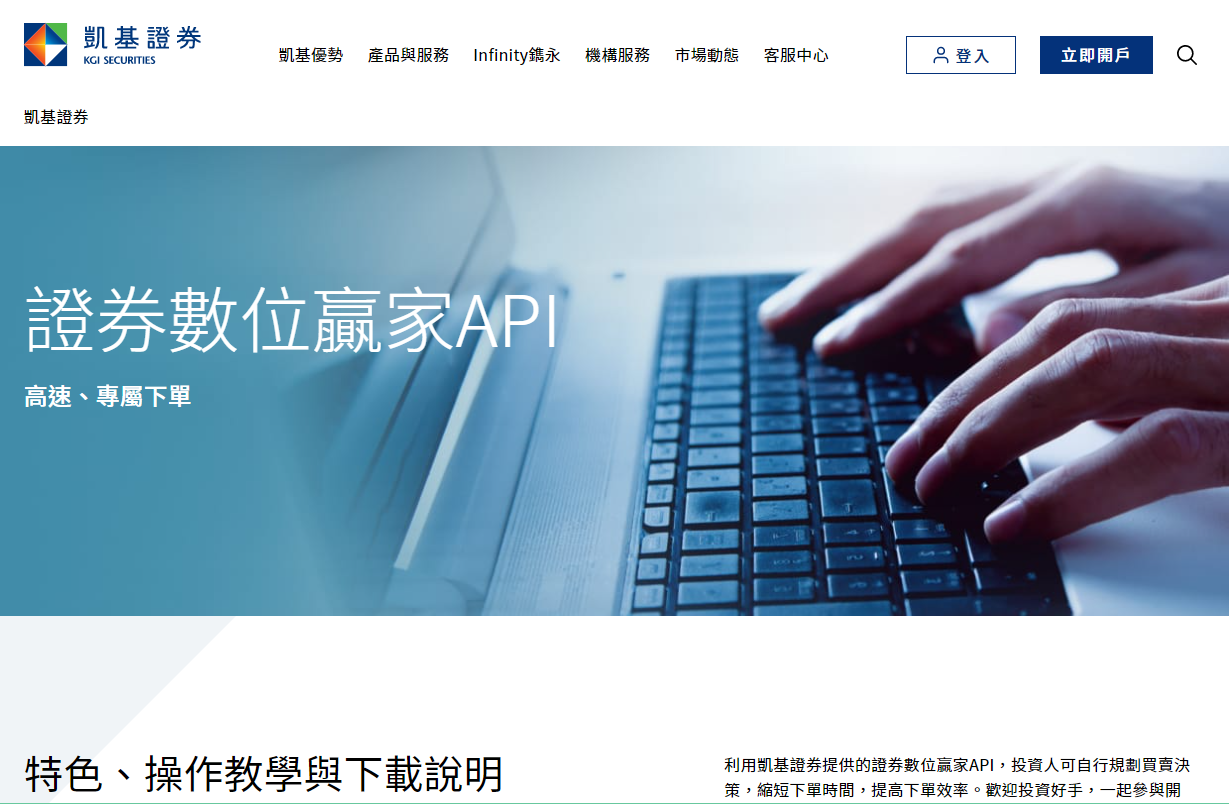 凱基證券
KGI SECURITIES
凱基優勢 產品與服務 Infinity鐫永 機構服務 市場動態 客服中心
登入
立即開戶
凱基證券
證券數位贏家API
高速、專屬下單
特色、操作教學與下載說明
利用凱基證券提供的證券數位贏家API，投資人可自行規劃買賣決
策，縮短下單時間，提高下單效率。歡迎投資好手，一起參與開